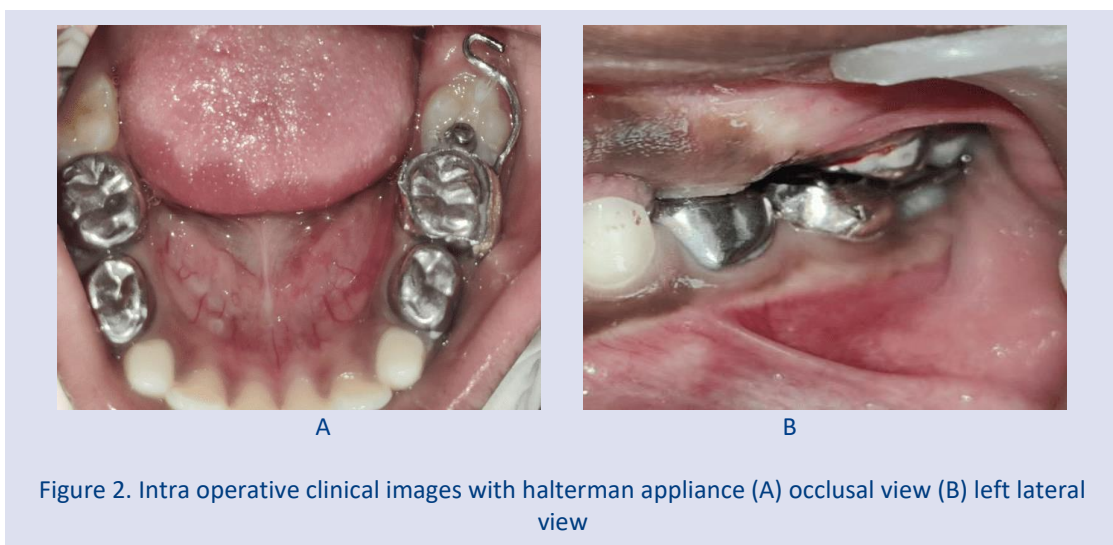 A
B
Figure 2. Intra operative clinical images with halterman appliance (A) occlusal view (B) left lateral
view